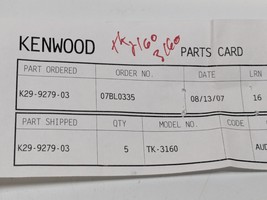 KENWOOD TK 3160 PARTS CARD
3160
PART ORDERED ORDER NO. DATE LRN
K29-9279-03 07BL0335 08/13/07 16
PART SHIPPED QTY MODEL NO. CODE
K29-9279-03 5 TK-3160 AUD